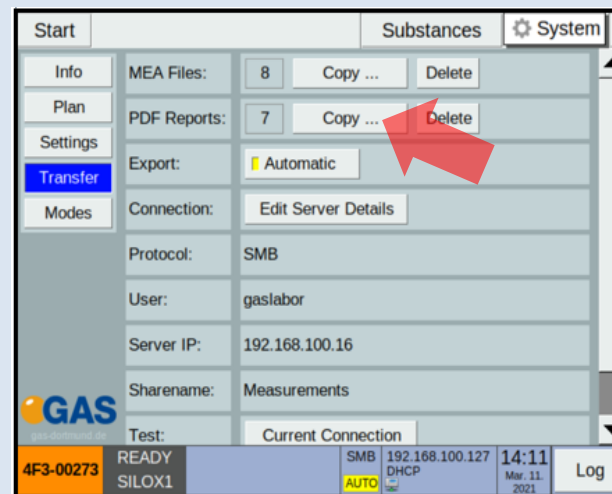 Start Substances System
Info MEA Files: 8 Copy ... Delete
Plan PDF Reports: 7 Copy ... Delete
Settings
Transfer Export: Automatic
Modes Connection: Edit Server Details
Protocol: SMB
User: gaslabor
Server IP: 192.168.100.16
Sharename: Measurements
GAS
gas-dortmund.de Test: Current Connection
4F3-00273 READY SMB 192.168.100.127 14:11 Log
SILOX1 AUTO DHCP Mar. 11.
2021